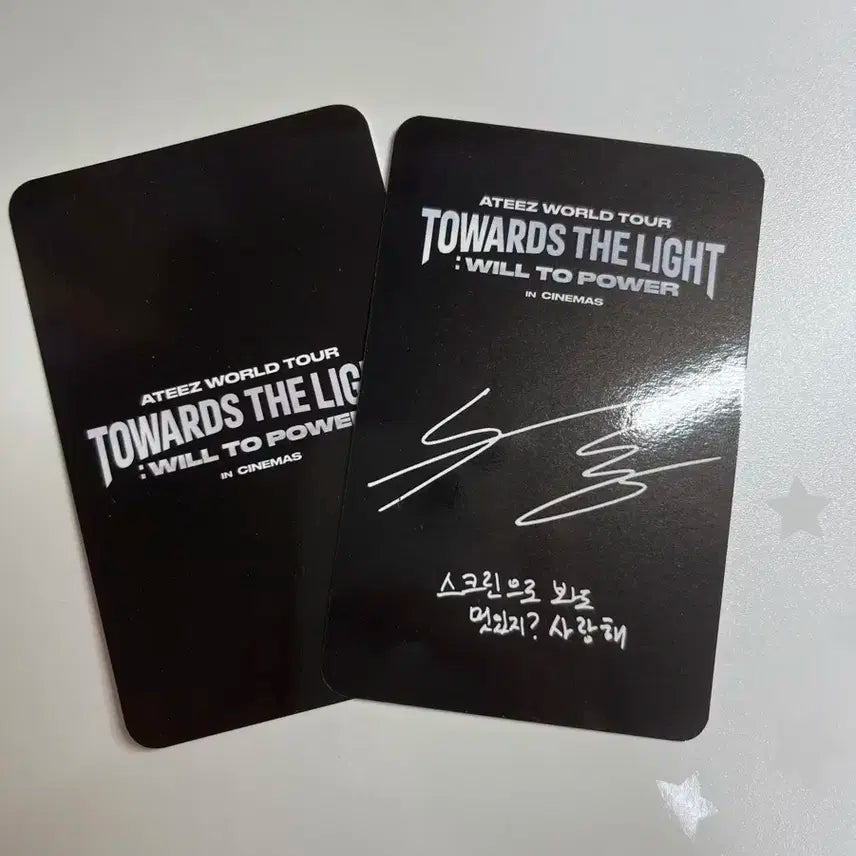 ATEEZ WORLD TOUR
TOWARDS THE LIG
: WILL TO POWER
IN CINEMAS
ATEEZ WORLD TOUR
TOWARDS THE LIGHT
: WILL TO POWER
IN CINEMAS
스크린으로 봐도
멋있지? 사랑해